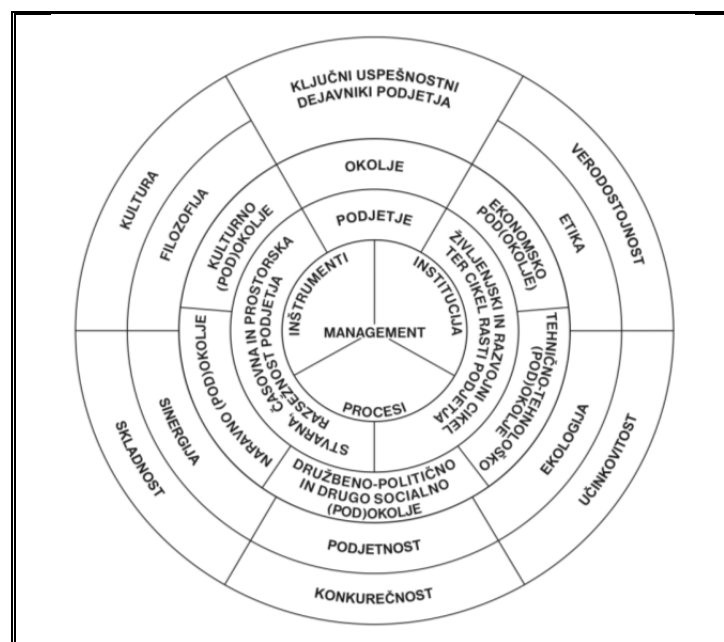 KLJUČNI USPEŠNOSTNI
DEJAVNIKI PODJETJA
VERODOSTOJNOST
UČINKOVITOST
KONKUREČNOST
SKLADNOST
KULTURA
FILOZOFIJA
ETIKA
EKOLOGIJA
PODJETNOST
SINERGIJA
OKOLJE
EKONOMSKO
POD(OKOLJE)
TEHNIČNO-TEHNOLOŠKO
(POD)OKOLJE
DRUŽBENO-POLITIČNO
IN DRUGO SOCIALNO
(POD)OKOLJE
NARAVNO (POD)OKOLJE
KULTURNO
(POD)OKOLJE
PODJETJE
ŽIVLJENJSKI IN RAZVOJNI CIKEL
TER CIKEL RASTI PODJETJA
STVARNA, ČASOVNA IN PROSTORSKA
RAZSEŽNOST PODJETJA
INŠTRUMENTI
INSTITUCIJA
MANAGEMENT
PROCESI